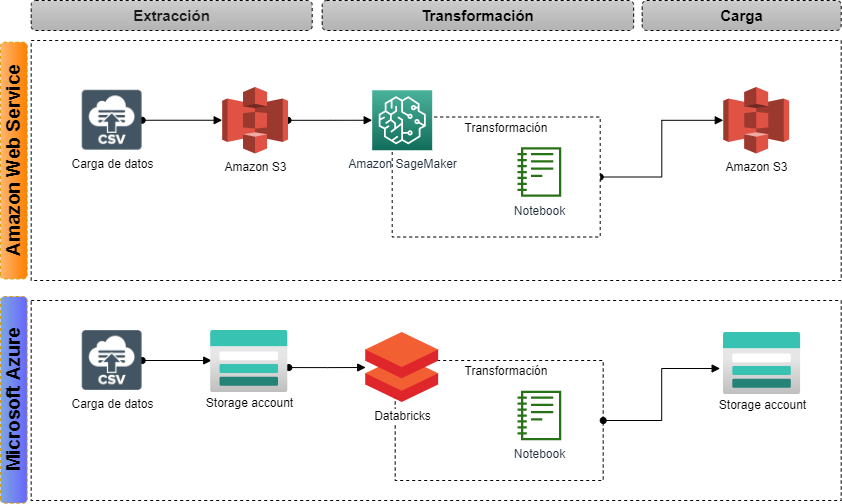 Extracción
Transformación
Carga
Amazon Web Service
CSV
Carga de datos
Amazon S3
Amazon SageMaker
Transformación
Notebook
Amazon S3
Microsoft Azure
CSV
Carga de datos
Storage account
Databricks
Transformación
Notebook
Storage account